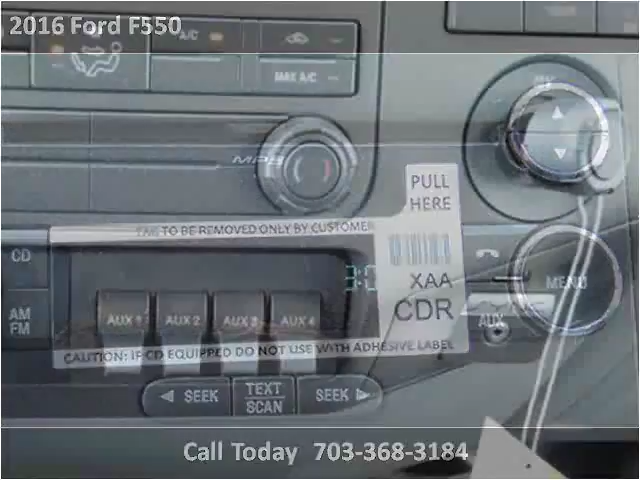 2016 Ford F550
A/C
MAX A/C
MP3
PULL
HERE
TAG TO BE REMOVED ONLY BY CUSTOMER
CD
XAA
CDR
MENU
AM
FM
AUX 1 AUX 2 AUX 3 AUX 4
AUX
CAUTION: IF CD EQUIPPED DO NOT USE WITH ADHESIVE LABEL
SEEK TEXT SCAN SEEK
Call Today 703-368-3184